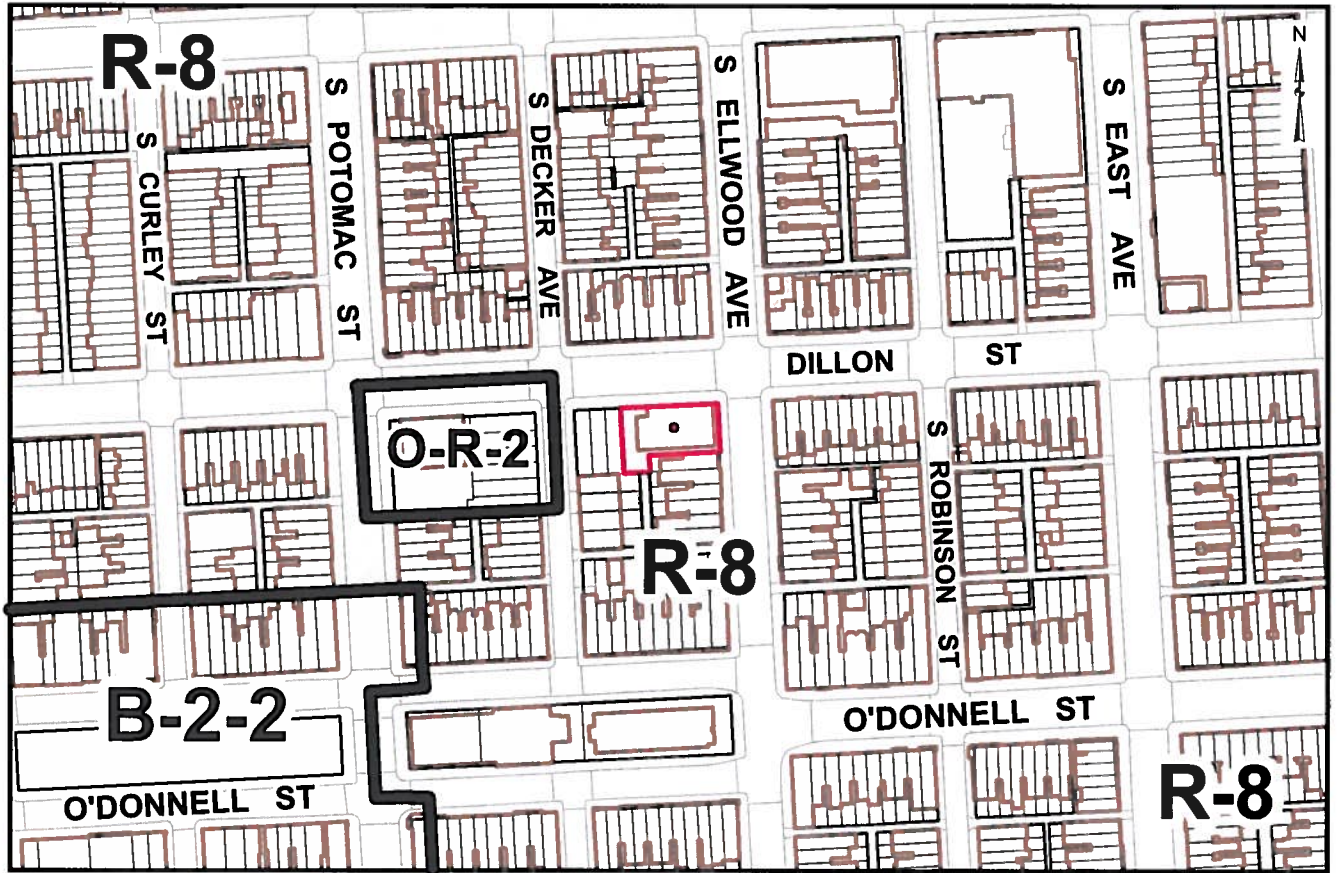 R-8
N
S CURLEY ST
S POTOMAC ST
S DECKER AVE
S ELLWOOD AVE
S EAST AVE
DILLON ST
O-R-2
S ROBINSON ST
R-8
B-2-2
O'DONNELL ST
O'DONNELL ST
R-8